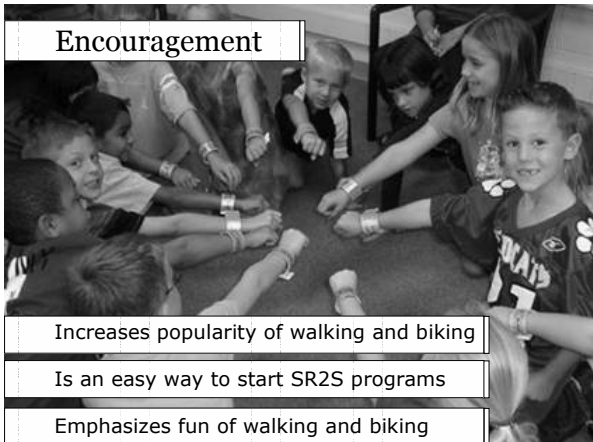 Encouragement
Increases popularity of walking and biking
Is an easy way to start SR2S programs
Emphasizes fun of walking and biking